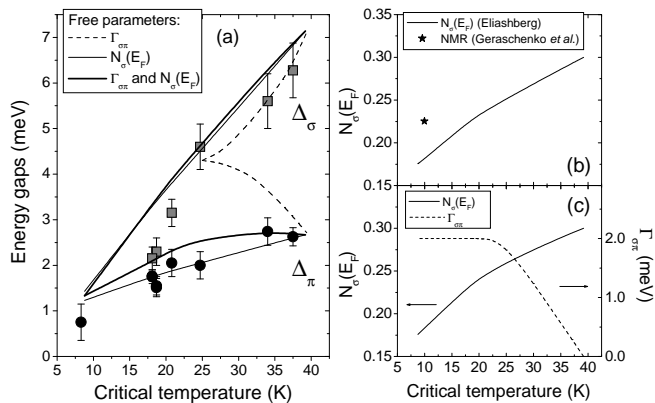 Free parameters:
Γσπ
Nσ(EF)
Γσπ and Nσ(EF)
(a)
Δσ
Δπ
Energy gaps (meV)
7
6
5
4
3
2
1
0
5 10 15 20 25 30 35 40
Critical temperature (K)
Nσ(EF) (Eliashberg)
NMR (Geraschenko et al.)
(b)
Nσ(EF)
0.30
0.25
0.20
0.15
Nσ(EF)
Γσπ
(c)
Nσ(EF)
0.30
0.25
0.20
0.15
Γσπ (meV)
2.0
1.0
0.0
5 10 15 20 25 30 35 40
Critical temperature (K)